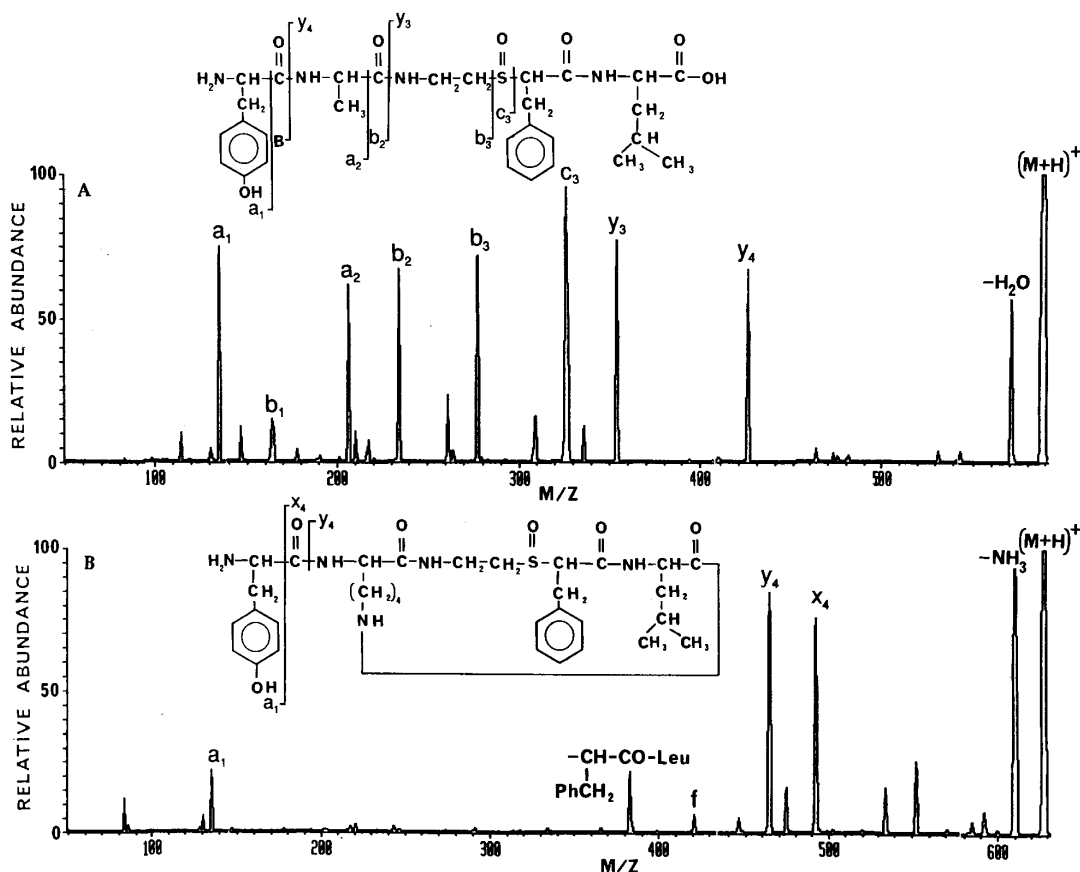 y₄ y₃
O O O O O
H₂N-CH-C-NH-CH-C-NH-CH₂-CH₂S-CH-C-NH-CH-C-OH
CH₂ CH₃ C₃ CH₂ CH₂
B b₂ b₃ CH
a₂ CH₃ CH₃
OH
a₁
A
RELATIVE ABUNDANCE
100
50
0
a₁
b₁
a₂
b₂
b₃
C₃
y₃
y₄
-H₂O
(M+H)⁺
100 200 300 400 500
M/Z
B
x₄
y₄
O O O O O
H₂N-CH-C-NH-CH-C-NH-CH₂-CH₂S-CH-C-NH-CH-C
CH₂ (CH₂)₄ CH₂ CH₂
NH CH
CH₃ CH₃
OH
a₁
RELATIVE ABUNDANCE
100
50
0
a₁
-CH-CO-Leu
PhCH₂
f
y₄
x₄
-NH₃
(M+H)⁺
100 200 300 400 500 600
M/Z